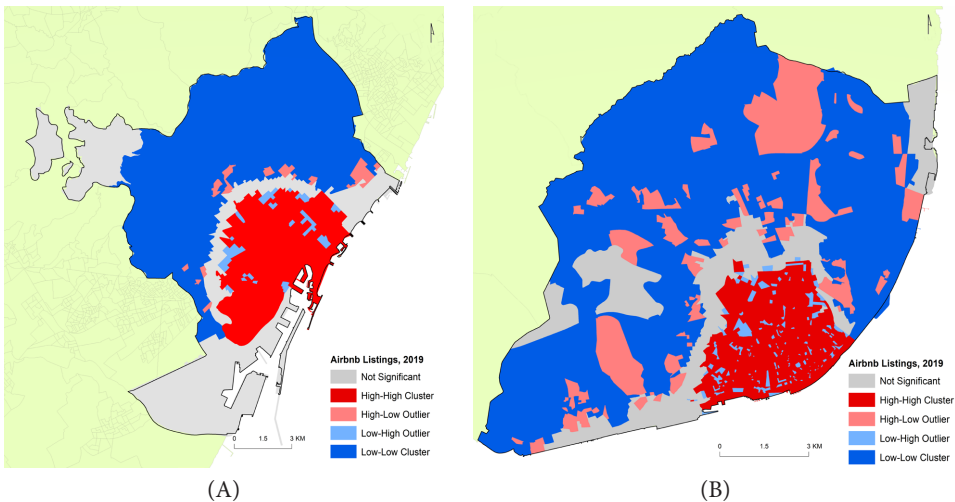 Airbnb Listings, 2019
Not Significant
High-High Cluster
High-Low Outlier
Low-High Outlier
Low-Low Cluster
0 1.5 3 KM
(A)
Airbnb Listings, 2019
Not Significant
High-High Cluster
High-Low Outlier
Low-High Outlier
Low-Low Cluster
0 1.5 3 KM
(B)